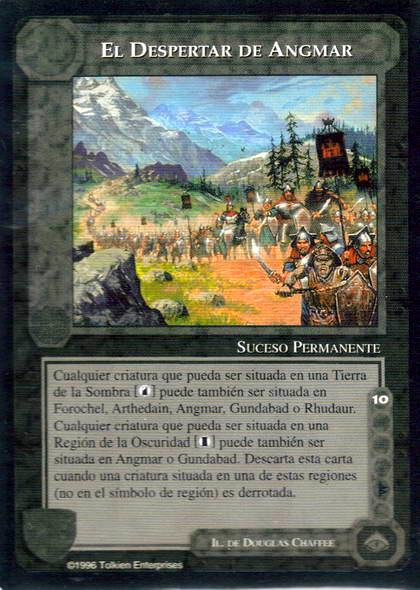 El Despertar de Angmar
Suceso Permanente
Cualquier criatura que pueda ser situada en una Tierra
de la Sombra [ ] puede también ser situada en
Forochel, Arthedain, Angmar, Gundabad o Rhudaur.
Cualquier criatura que pueda ser situada en una
Región de la Oscuridad [ ] puede también ser
situada en Angmar o Gundabad. Descarta esta carta
cuando una criatura situada en una de estas regiones
(no en el símbolo de región) es derrotada.
10
Il. de Douglas Chaffee
©1996 Tolkien Enterprises